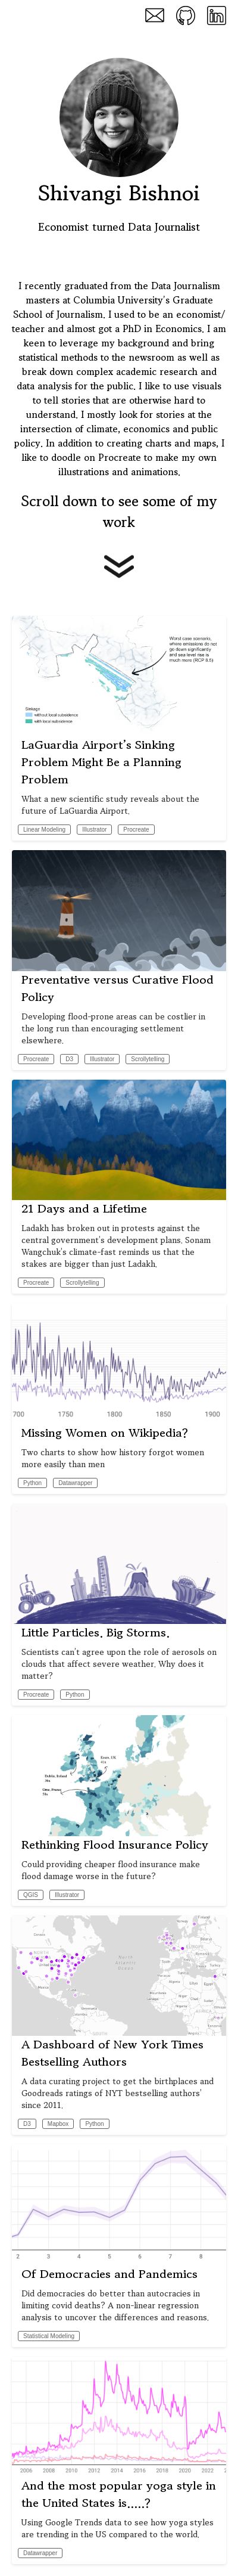 Shivangi Bishnoi
Economist turned Data Journalist
I recently graduated from the Data Journalism
masters at Columbia University's Graduate
School of Journalism. I used to be an economist/
teacher and almost got a PhD in Economics. I am
keen to leverage my background and bring
statistical methods to the newsroom as well as
break down complex academic research and
data analysis for the public. I like to use visuals
to tell stories that are otherwise hard to
understand. I mostly look for stories at the
intersection of climate, economics and public
policy. In addition to creating charts and maps, I
like to doodle on Procreate to make my own
illustrations and animations.
Scroll down to see some of my
work
Worst case scenario,
where emissions do not
go down significantly
and sea level rise is
much more (RCP 8.5)
without local subsidence
with local subsidence
LaGuardia Airport's Sinking
Problem Might Be a Planning
Problem
What a new scientific study reveals about the
future of LaGuardia Airport.
Linear Modeling Illustrator Procreate
Preventative versus Curative Flood
Policy
Developing flood-prone areas can be costlier in
the long run than encouraging settlement
elsewhere.
Procreate D3 Illustrator Scrollytelling
21 Days and a Lifetime
Ladakh has broken out in protests against the
central government's development plans. Sonam
Wangchuk's climate-fast reminds us that the
stakes are bigger than just Ladakh.
Procreate Scrollytelling
700 1750 1800 1850 1900
Missing Women on Wikipedia?
Two charts to show how history forgot women
more easily than men
Python Datawrapper
Little Particles. Big Storms.
Scientists can't agree upon the role of aerosols on
clouds that affect severe weather. Why does it
matter?
Procreate Python
Rethinking Flood Insurance Policy
Could providing cheaper flood insurance make
flood damage worse in the future?
QGIS Illustrator
North
Atlantic
Ocean
A Dashboard of New York Times
Bestselling Authors
A data curating project to get the birthplaces and
Goodreads ratings of NYT bestselling authors'
since 2011.
D3 Mapbox Python
2 3 4 5 6 7 8
Of Democracies and Pandemics
Did democracies do better than autocracies in
limiting covid deaths? A non-linear regression
analysis to uncover the differences and reasons.
Statistical Modeling
2006 2008 2010 2012 2014 2016 2018 2020 2022
And the most popular yoga style in
the United States is.....?
Using Google Trends data to see how yoga styles
are trending in the US compared to the world.
Datawrapper